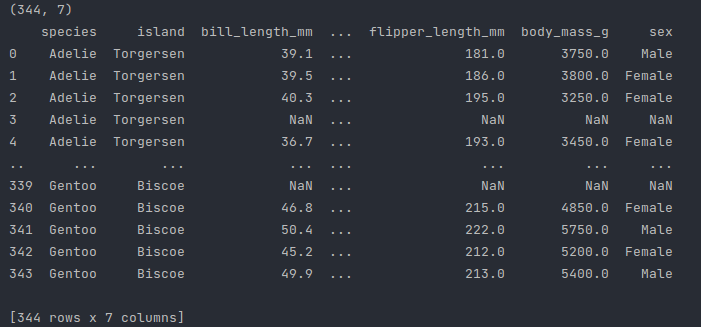 (344, 7)
    species     island  bill_length_mm  ...  flipper_length_mm  body_mass_g     sex
0    Adelie  Torgersen            39.1  ...              181.0       3750.0    Male
1    Adelie  Torgersen            39.5  ...              186.0       3800.0  Female
2    Adelie  Torgersen            40.3  ...              195.0       3250.0  Female
3    Adelie  Torgersen             NaN  ...                NaN          NaN     NaN
4    Adelie  Torgersen            36.7  ...              193.0       3450.0  Female
..      ...        ...             ...  ...                ...          ...     ...
339  Gentoo     Biscoe             NaN  ...                NaN          NaN     NaN
340  Gentoo     Biscoe            46.8  ...              215.0       4850.0  Female
341  Gentoo     Biscoe            50.4  ...              222.0       5750.0    Male
342  Gentoo     Biscoe            45.2  ...              212.0       5200.0  Female
343  Gentoo     Biscoe            49.9  ...              213.0       5400.0    Male

[344 rows x 7 columns]